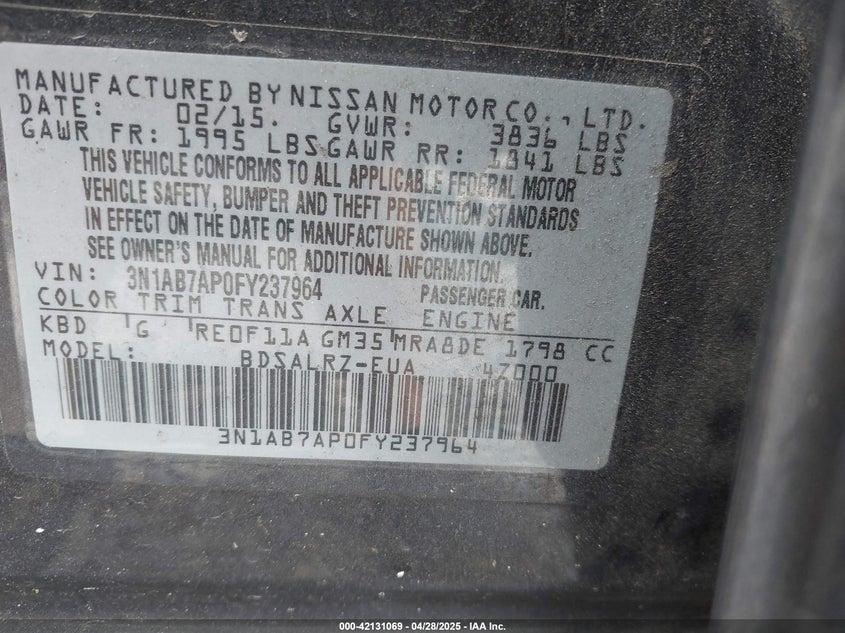 MANUFACTURED BY NISSAN MOTOR CO., LTD.
DATE: 02/15. GVWR: 3836 LBS
GAWR FR: 1995 LBS GAWR RR: 1841 LBS
THIS VEHICLE CONFORMS TO ALL APPLICABLE FEDERAL MOTOR
VEHICLE SAFETY, BUMPER AND THEFT PREVENTION STANDARDS
IN EFFECT ON THE DATE OF MANUFACTURE SHOWN ABOVE.
SEE OWNER'S MANUAL FOR ADDITIONAL INFORMATION.
VIN: 3N1AB7AP0FY237964 PASSENGER CAR.
COLOR TRIM TRANS AXLE ENGINE
KBD G RE0F11A GM35 MRA8DE 1798 CC
MODEL: BDSALRZ-EUA 4Z000
3N1AB7AP0FY237964
000-42131069 - 04/28/2025 - IAA Inc.